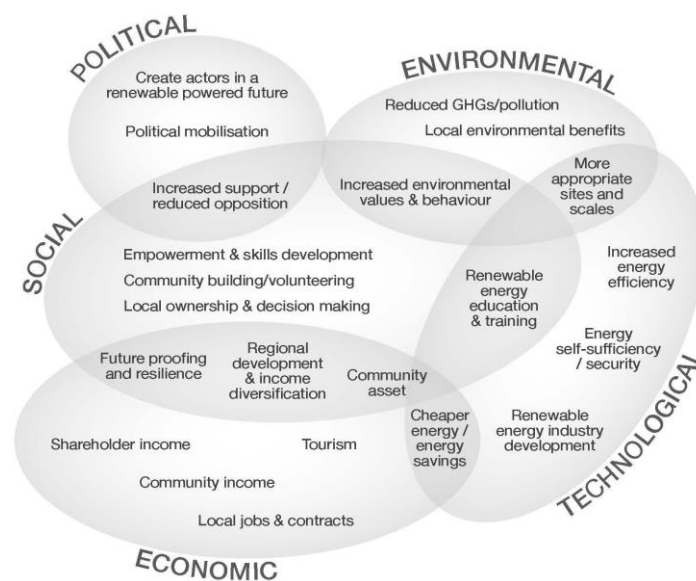 POLITICAL
Create actors in a
renewable powered future
Political mobilisation
ENVIRONMENTAL
Reduced GHGs/pollution
Local environmental benefits
More
appropriate
sites and
scales
Increased support /
reduced opposition
Increased environmental
values & behaviour
SOCIAL
Empowerment & skills development
Community building/volunteering
Local ownership & decision making
Renewable
energy
education
& training
Increased
energy
efficiency
Energy
self-sufficiency
/ security
Renewable
energy industry
development
TECHNOLOGICAL
Future proofing
and resilience
Regional
development
& income
diversification
Community
asset
Cheaper
energy /
energy
savings
Shareholder income
Tourism
Community income
Local jobs & contracts
ECONOMIC